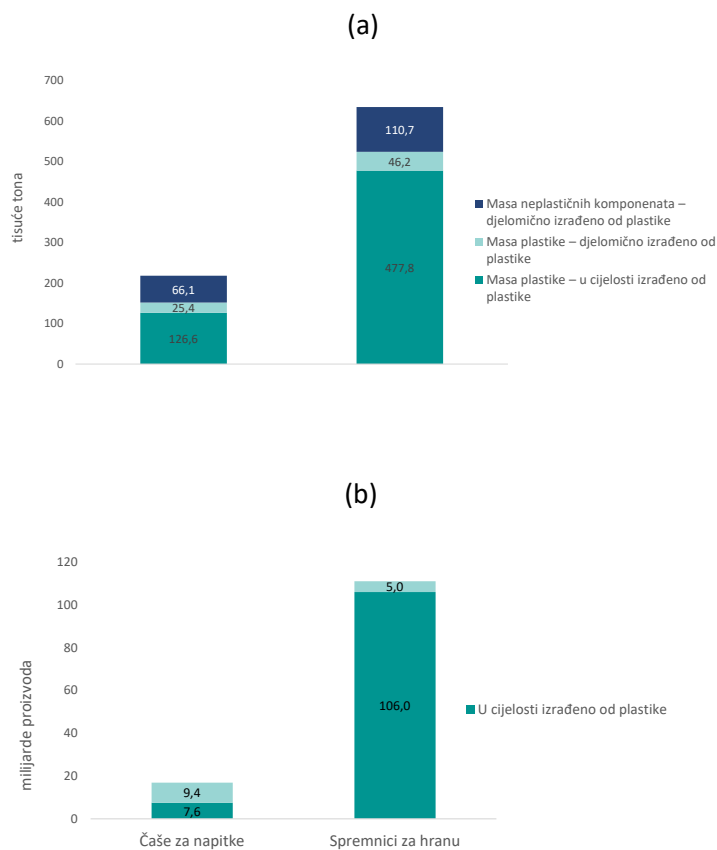 (a)
700
600
500
400
300
200
100
0
tisuće tona
66,1
25,4
126,6
110,7
46,2
477,8
Masa neplastičnih komponenata –
djelomično izrađeno od plastike
Masa plastike – djelomično izrađeno od
plastike
Masa plastike – u cijelosti izrađeno od
plastike
(b)
120
100
80
60
40
20
0
milijarde proizvoda
9,4
7,6
5,0
106,0
U cijelosti izrađeno od plastike
Čaše za napitke
Spremnici za hranu